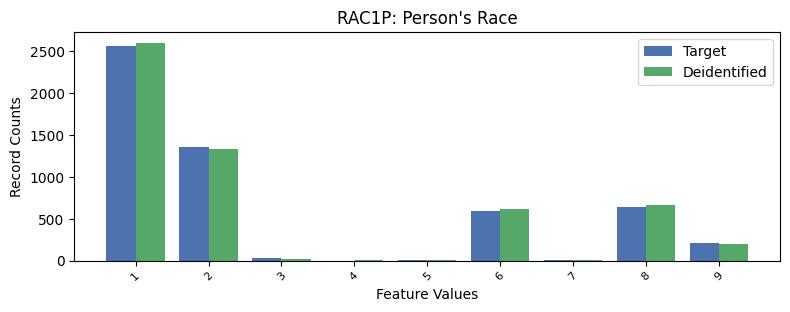 RAC1P: Person's Race
Target
Deidentified
Record Counts
2500
2000
1500
1000
500
0
1 2 3 4 5 6 7 8 9
Feature Values